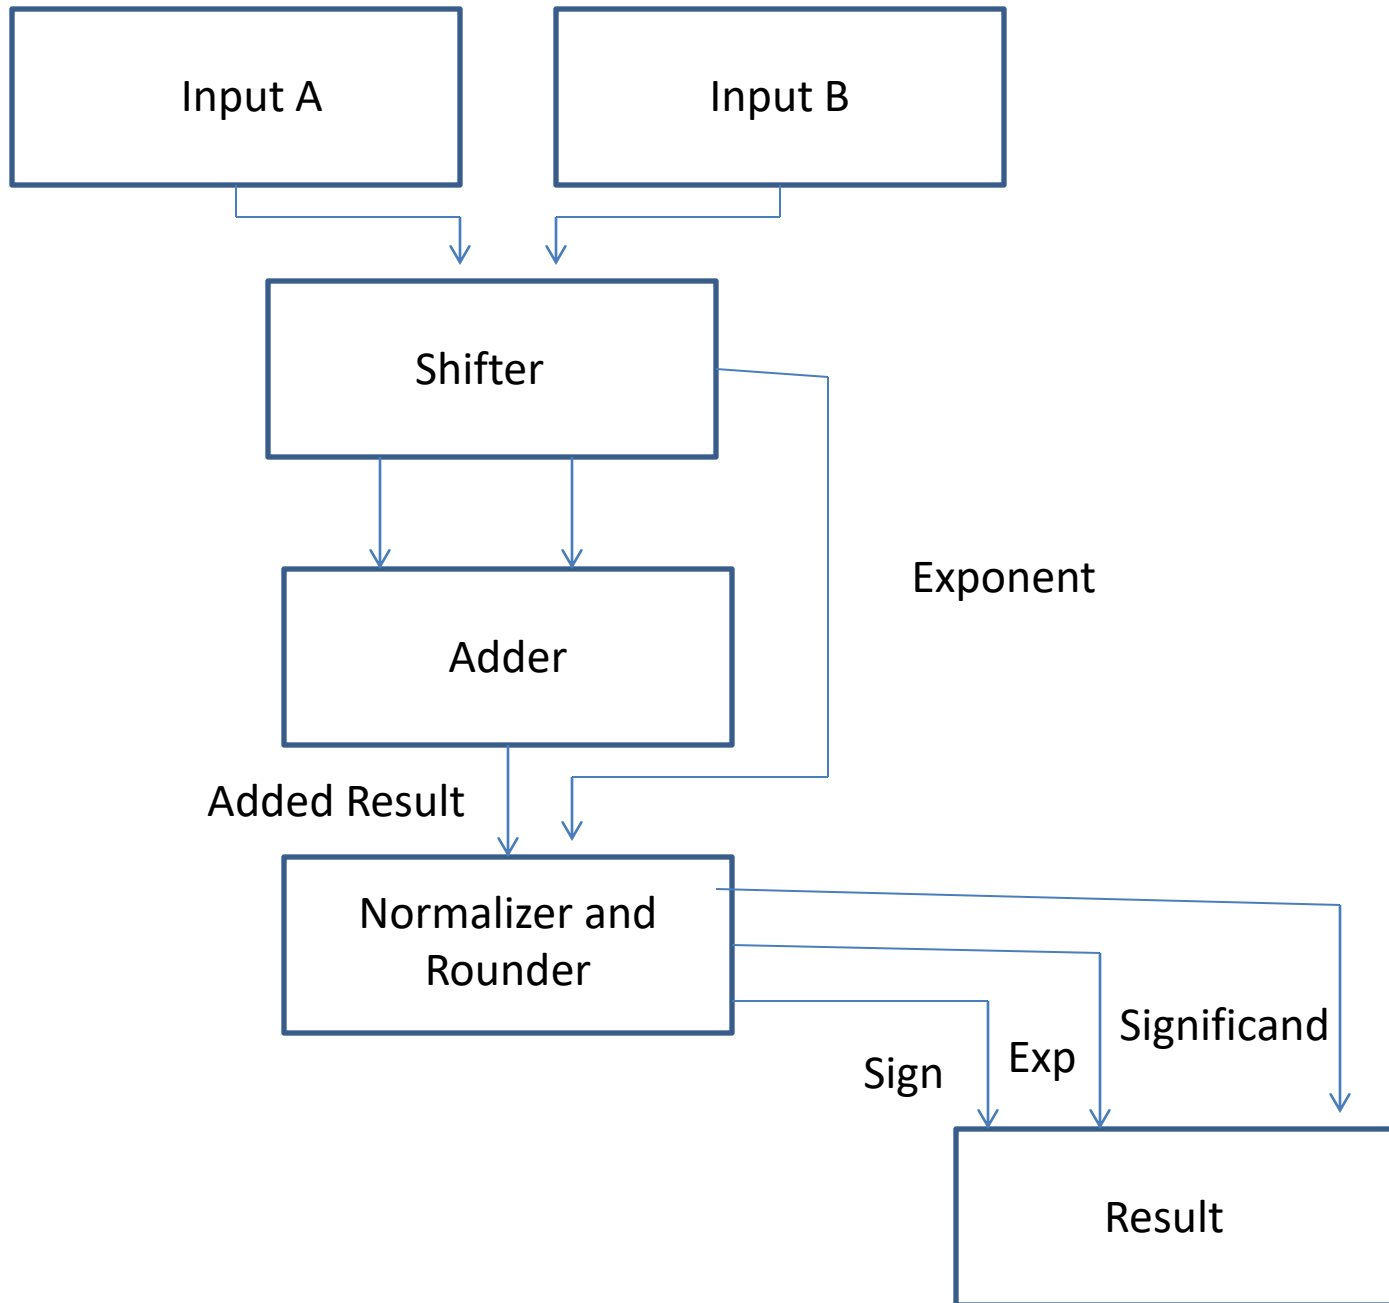 Input A
Input B
Shifter
Exponent
Adder
Added Result
Normalizer and
Rounder
Significand
Exp
Sign
Result